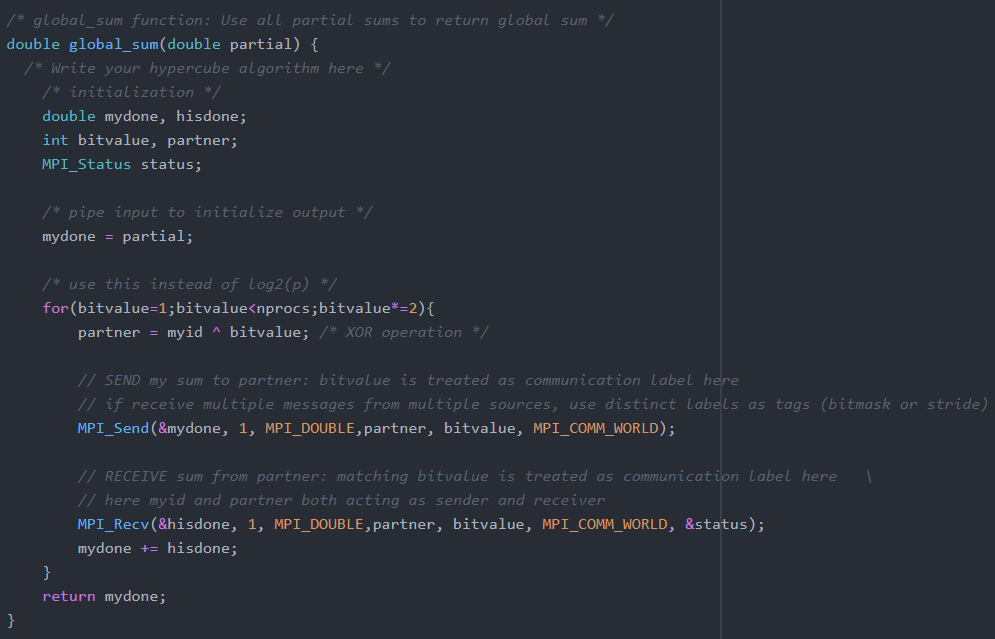 /* global_sum function: Use all partial sums to return global sum */
double global_sum(double partial) {
  /* Write your hypercube algorithm here */
    /* initialization */
    double mydone, hisdone;
    int bitvalue, partner;
    MPI_Status status;

    /* pipe input to initialize output */
    mydone = partial;

    /* use this instead of log2(p) */
    for(bitvalue=1;bitvalue<nprocs;bitvalue*=2){
        partner = myid ^ bitvalue; /* XOR operation */

        // SEND my sum to partner: bitvalue is treated as communication label here
        // if receive multiple messages from multiple sources, use distinct labels as tags (bitmask or stride)
        MPI_Send(&mydone, 1, MPI_DOUBLE,partner, bitvalue, MPI_COMM_WORLD);

        // RECEIVE sum from partner: matching bitvalue is treated as communication label here   \
        // here myid and partner both acting as sender and receiver
        MPI_Recv(&hisdone, 1, MPI_DOUBLE,partner, bitvalue, MPI_COMM_WORLD, &status);
        mydone += hisdone;
    }
    return mydone;
}